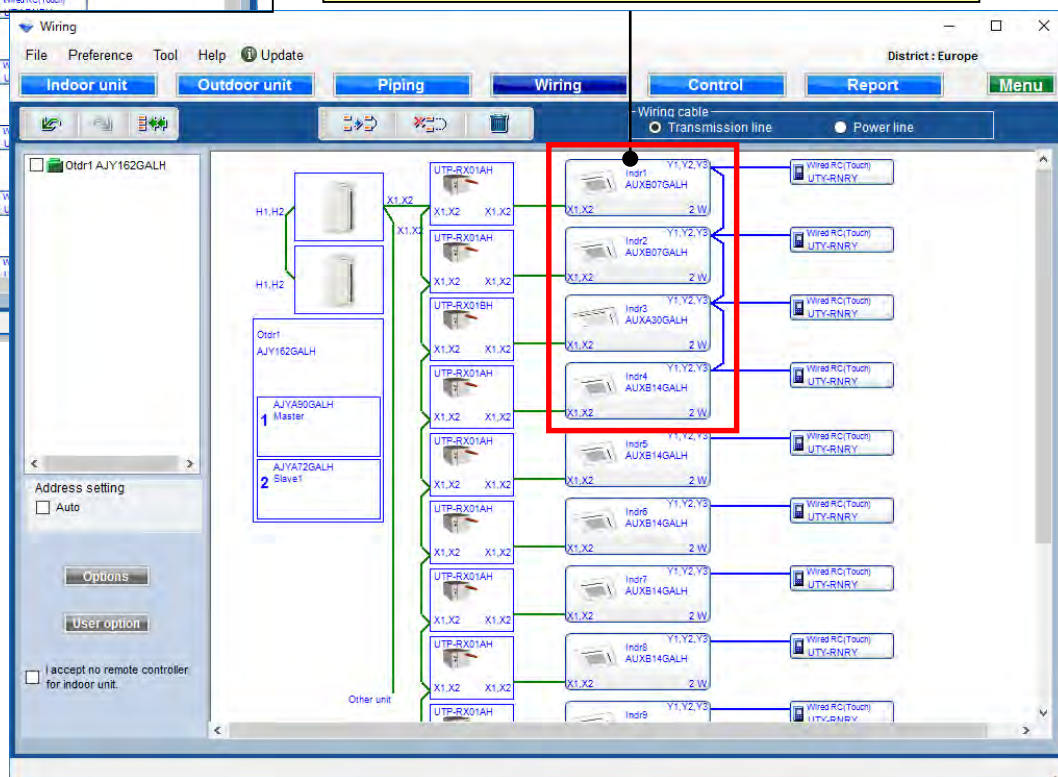 Wired RC(Touch)
Wiring
File Preference Tool Help Update
District : Europe
Indoor unit Outdoor unit Piping Wiring Control Report Menu
Wiring cable
Transmission line Power line
Otdr1 AJY162GALH
Address setting
Auto
Options
User option
I accept no remote controller
for indoor unit.
H1,H2
H1,H2
X1,X2
X1,X2
Otdr1
AJY162GALH
AJYA90GALH
1 Master
AJYA72GALH
2 Slave1
Other unit
UTP-RX01AH
X1,X2 X1,X2
Y1,Y2,Y3
Indr1
AUXB07GALH
X1,X2 2 W
Wired RC(Touch)
UTY-RNRY
UTP-RX01AH
X1,X2 X1,X2
Y1,Y2,Y3
Indr2
AUXB07GALH
X1,X2 2 W
Wired RC(Touch)
UTY-RNRY
UTP-RX01BH
X1,X2 X1,X2
Y1,Y2,Y3
Indr3
AUXA30GALH
X1,X2 2 W
Wired RC(Touch)
UTY-RNRY
UTP-RX01AH
X1,X2 X1,X2
Y1,Y2,Y3
Indr4
AUXB14GALH
X1,X2 2 W
Wired RC(Touch)
UTY-RNRY
UTP-RX01AH
X1,X2 X1,X2
Y1,Y2,Y3
Indr5
AUXB14GALH
X1,X2 2 W
Wired RC(Touch)
UTY-RNRY
UTP-RX01AH
X1,X2 X1,X2
Y1,Y2,Y3
Indr6
AUXB14GALH
X1,X2 2 W
Wired RC(Touch)
UTY-RNRY
UTP-RX01AH
X1,X2 X1,X2
Y1,Y2,Y3
Indr7
AUXB14GALH
X1,X2 2 W
Wired RC(Touch)
UTY-RNRY
UTP-RX01AH
X1,X2 X1,X2
Y1,Y2,Y3
Indr8
AUXB14GALH
X1,X2 2 W
Wired RC(Touch)
UTY-RNRY
UTP-RX01AH
Y1,Y2,Y3
Indr9
Wired RC(Touch)
UTY-RNRY